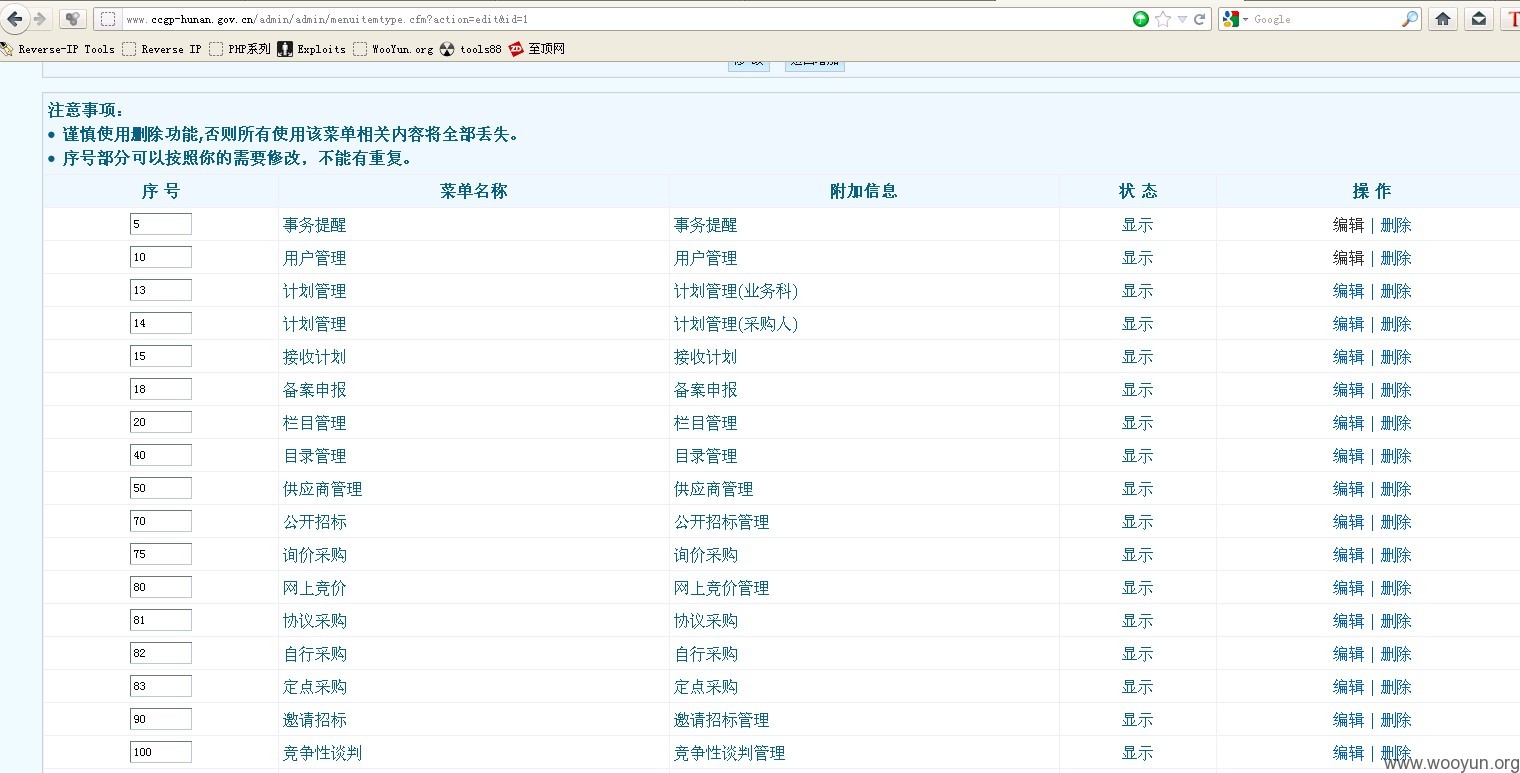 www.ccgp-hunan.gov.cn/admin/admin/menuitemtype.cfm?action=edit&id=1
Google
Reverse-IP Tools Reverse IP PHP系列 Exploits WooYun.org tools88 至顶网
注意事项:
• 谨慎使用删除功能,否则所有使用该菜单相关内容将全部丢失。
• 序号部分可以按照你的需要修改，不能有重复。
序 号 菜单名称 附加信息 状 态 操 作
5 事务提醒 事务提醒 显示 编辑 | 删除
10 用户管理 用户管理 显示 编辑 | 删除
13 计划管理 计划管理(业务科) 显示 编辑 | 删除
14 计划管理 计划管理(采购人) 显示 编辑 | 删除
15 接收计划 接收计划 显示 编辑 | 删除
18 备案申报 备案申报 显示 编辑 | 删除
20 栏目管理 栏目管理 显示 编辑 | 删除
40 目录管理 目录管理 显示 编辑 | 删除
50 供应商管理 供应商管理 显示 编辑 | 删除
70 公开招标 公开招标管理 显示 编辑 | 删除
75 询价采购 询价采购 显示 编辑 | 删除
80 网上竞价 网上竞价管理 显示 编辑 | 删除
81 协议采购 协议采购 显示 编辑 | 删除
82 自行采购 自行采购 显示 编辑 | 删除
83 定点采购 定点采购 显示 编辑 | 删除
90 邀请招标 邀请招标管理 显示 编辑 | 删除
100 竞争性谈判 竞争性谈判管理 显示 编辑 | 删除
www.wooyun.org